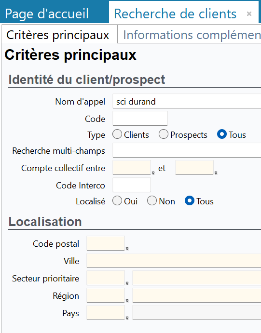 Page d'accueil Recherche de clients ×
Critères principaux Informations complémen
Critères principaux
Identité du client/prospect
Nom d'appel sci durand
Code
Type Clients Prospects Tous
Recherche multi-champs
Compte collectif entre et
Code Interco
Localisé Oui Non Tous
Localisation
Code postal
Ville
Secteur prioritaire
Région
Pays